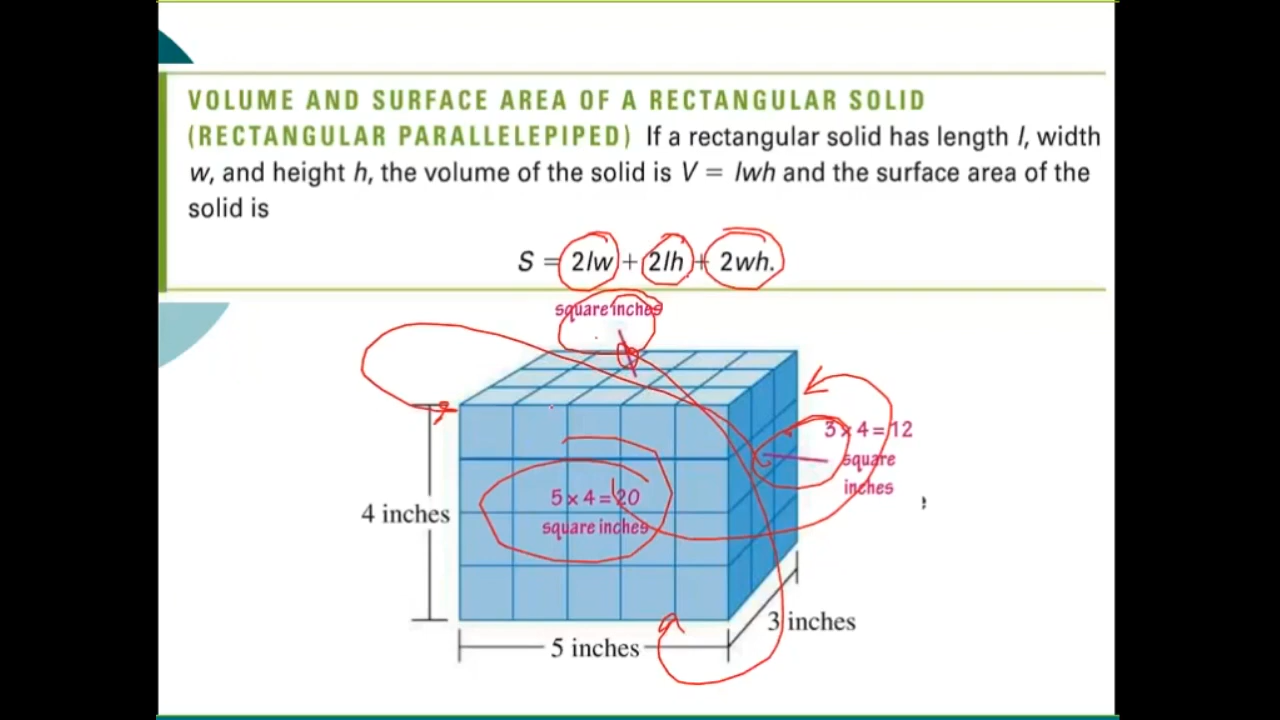 VOLUME AND SURFACE AREA OF A RECTANGULAR SOLID
(RECTANGULAR PARALLELEPIPED) If a rectangular solid has length l, width
w, and height h, the volume of the solid is V = lwh and the surface area of the
solid is
S = 2lw + 2lh + 2wh.
square inches
3 x 4 = 12
square
inches
5 x 4 = 20
square inches
4 inches
3 inches
5 inches